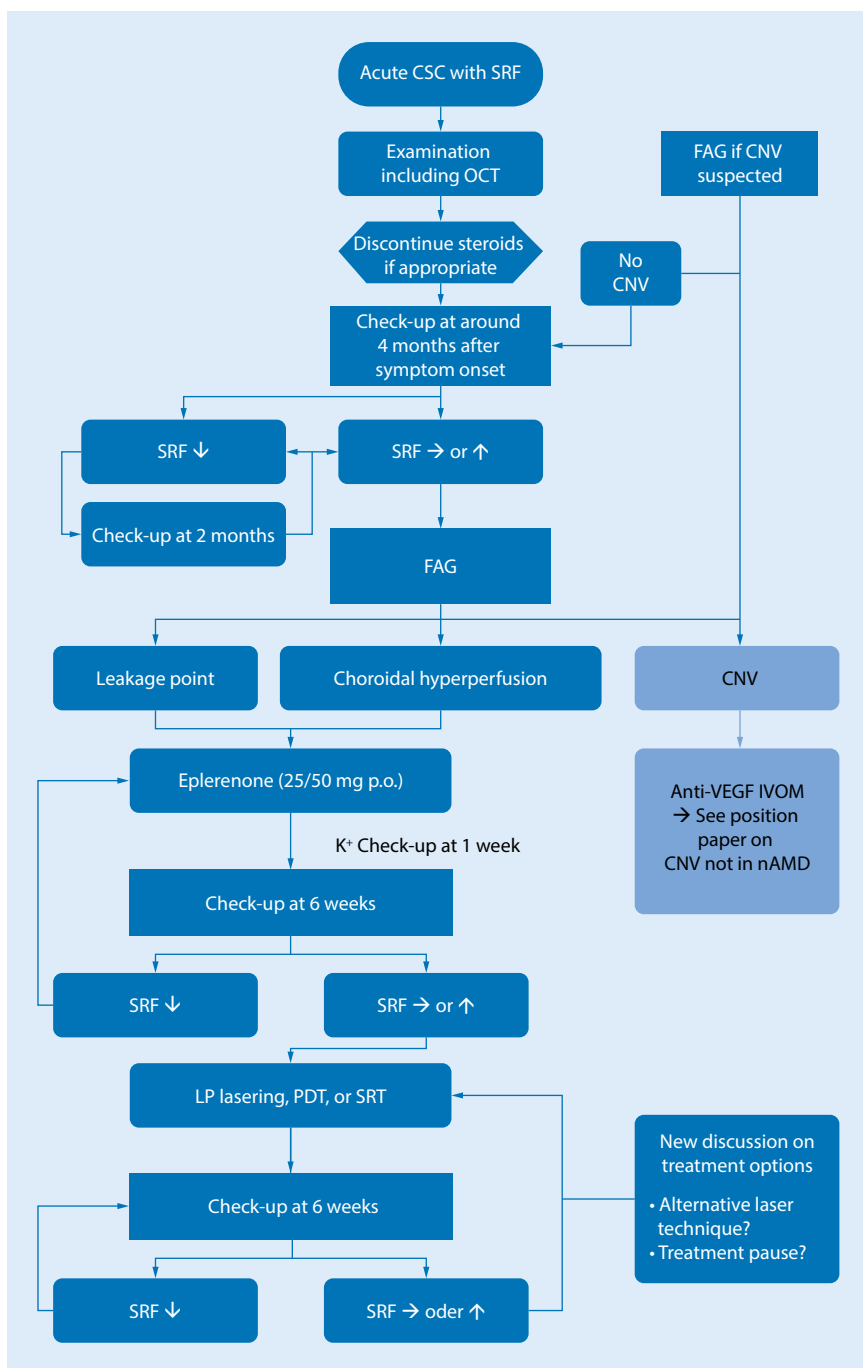 Acute CSC with SRF
Examination
including OCT
FAG if CNV
suspected
Discontinue steroids
if appropriate
No
CNV
Check-up at around
4 months after
symptom onset
SRF ↓
SRF → or ↑
Check-up at 2 months
FAG
Leakage point
Choroidal hyperperfusion
CNV
Eplerenone (25/50 mg p.o.)
Anti-VEGF IVOM
→ See position
paper on
CNV not in nAMD
K⁺ Check-up at 1 week
Check-up at 6 weeks
SRF ↓
SRF → or ↑
LP lasering, PDT, or SRT
New discussion on
treatment options
• Alternative laser
technique?
• Treatment pause?
Check-up at 6 weeks
SRF ↓
SRF → oder ↑